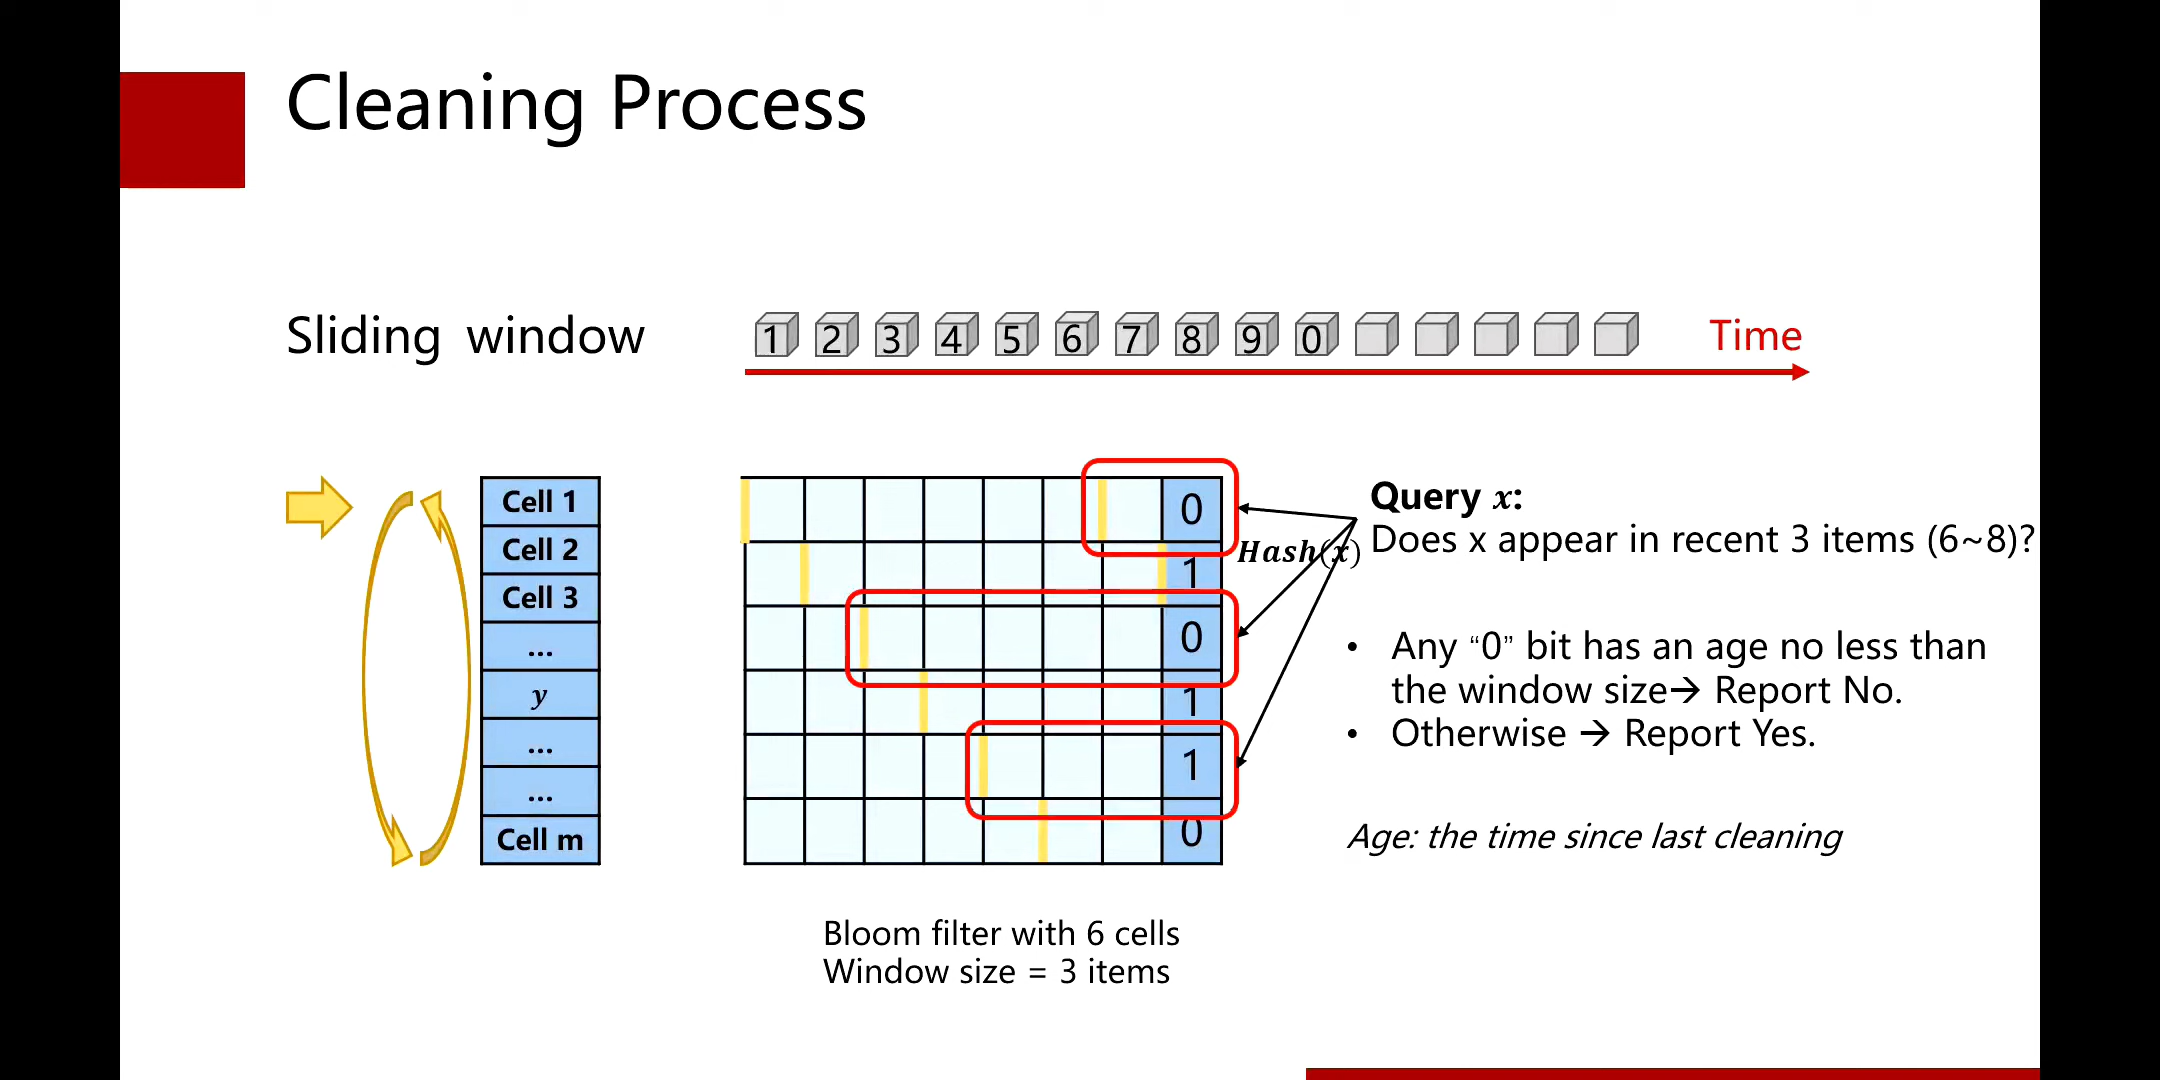 Cleaning Process
Sliding window
1 2 3 4 5 6 7 8 9 0
Time
Cell 1
Cell 2
Cell 3
...
y
...
...
Cell m
0
1
0
1
1
0
Hash(x)
Query x:
Does x appear in recent 3 items (6~8)?
• Any “0” bit has an age no less than
the window size→ Report No.
• Otherwise → Report Yes.
Age: the time since last cleaning
Bloom filter with 6 cells
Window size = 3 items